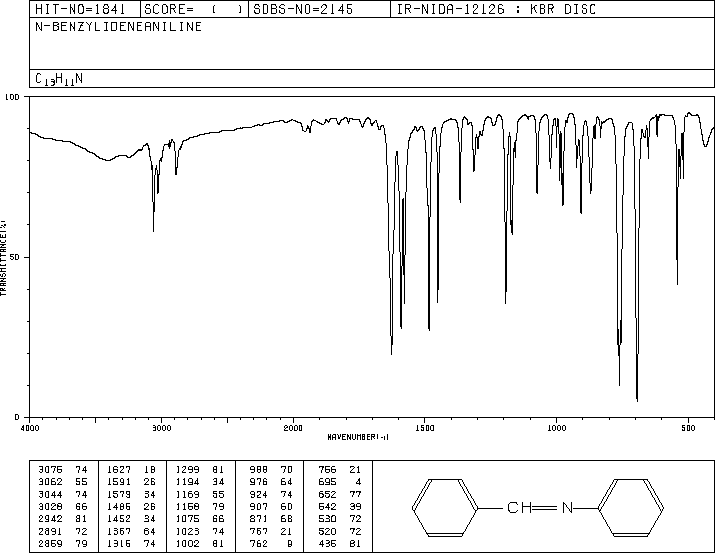 HIT-NO=1841 SCORE= ( ) SDBS-NO=2145 IR-NIDA-12126 : KBR DISC
N-BENZYLIDENEANILINE
C13H11N
100
50
0
TRANSMITTANCE(%)
4000 3000 2000 1500 1000 500
WAVENUMBER(-1)
3075 74 1627 18 1299 81 988 70 756 21
3062 55 1591 26 1194 34 976 64 695 4
3044 74 1579 34 1169 55 924 74 652 77
3028 66 1486 26 1158 79 907 60 542 39
2942 81 1452 34 1075 66 871 68 530 72
2891 72 1367 64 1023 74 767 21 520 72
2869 79 1316 74 1002 81 762 9 436 81
CH N